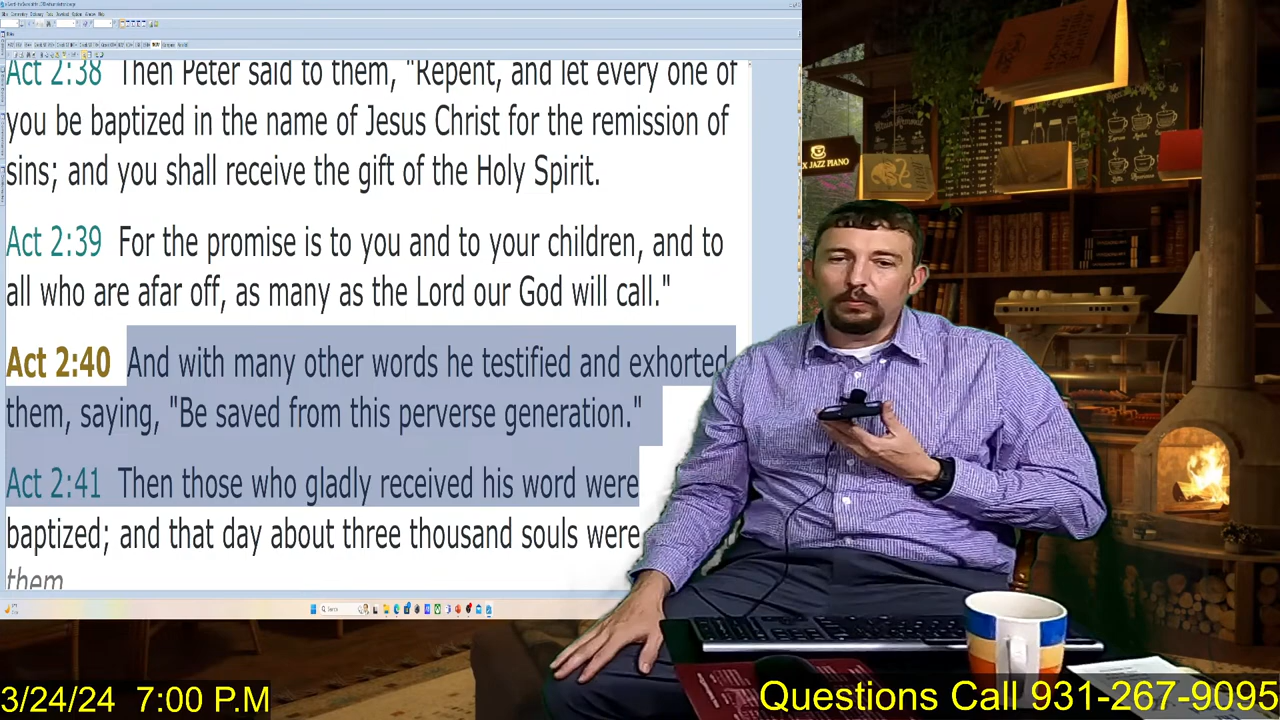 Act 2:38 Then Peter said to them, "Repent, and let every one of
you be baptized in the name of Jesus Christ for the remission of
sins; and you shall receive the gift of the Holy Spirit.
Act 2:39 For the promise is to you and to your children, and to
all who are afar off, as many as the Lord our God will call."
Act 2:40 And with many other words he testified and exhorted
them, saying, "Be saved from this perverse generation."
Act 2:41 Then those who gladly received his word were
baptized; and that day about three thousand souls were
them
X JAZZ PIANO
3/24/24 7:00 P.M
Questions Call 931-267-9095